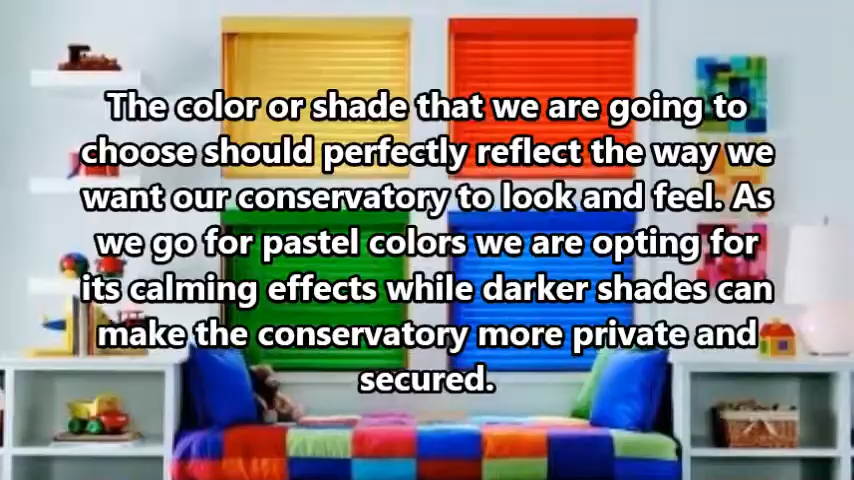 The color or shade that we are going to
choose should perfectly reflect the way we
want our conservatory to look and feel. As
we go for pastel colors we are opting for
its calming effects while darker shades can
make the conservatory more private and
secured.